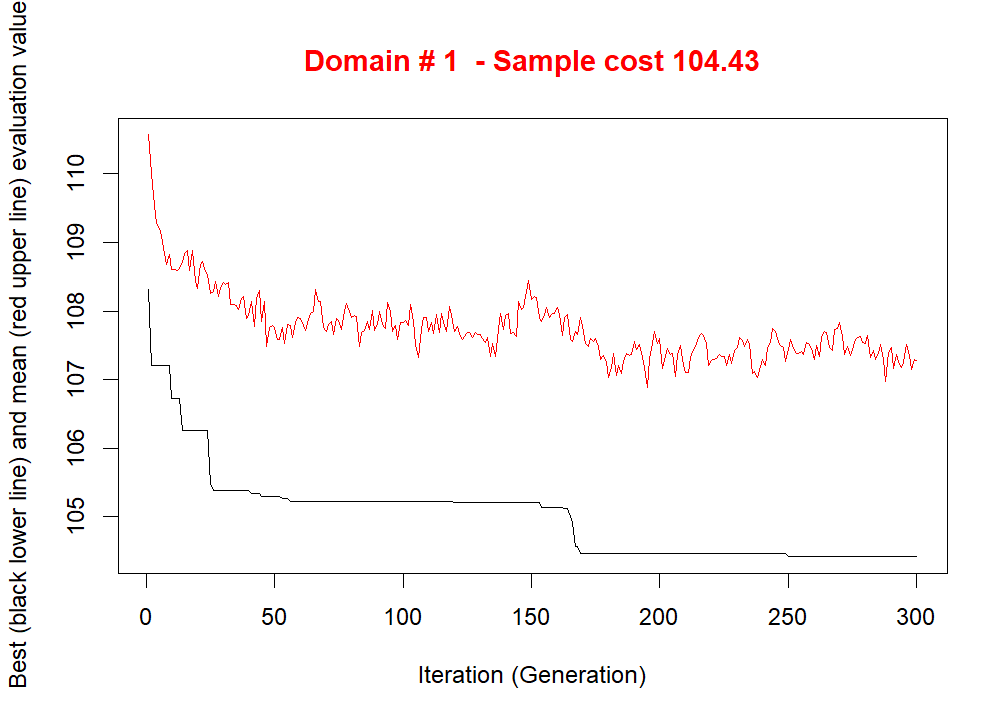 Domain # 1  - Sample cost 104.43
Best (black lower line) and mean (red upper line) evaluation value
110
109
108
107
106
105
0 50 100 150 200 250 300
Iteration (Generation)